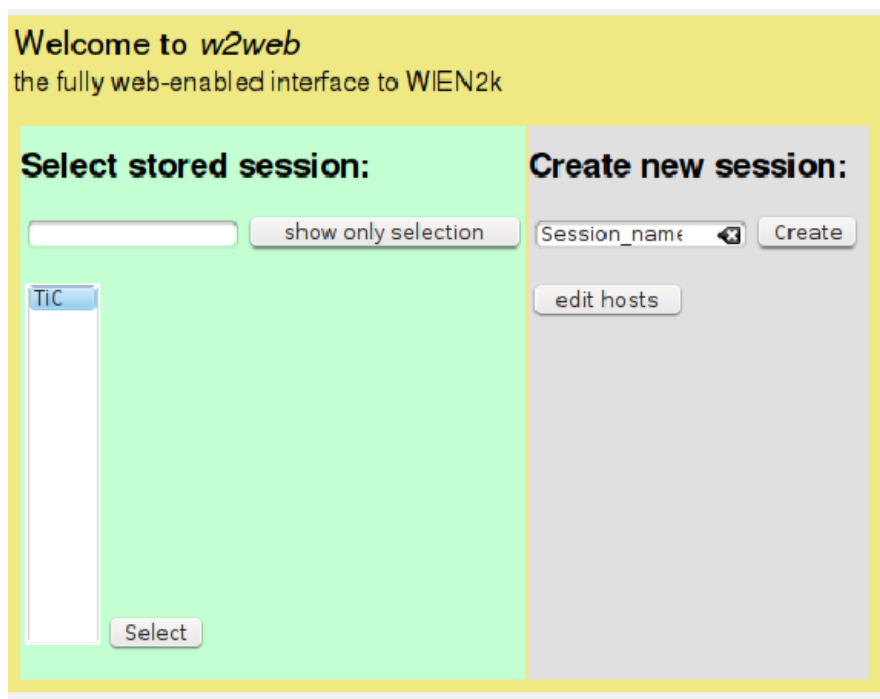 Welcome to w2web
the fully web-enabled interface to WIEN2k
Select stored session:
show only selection
TiC
Select
Create new session:
Session_name
Create
edit hosts